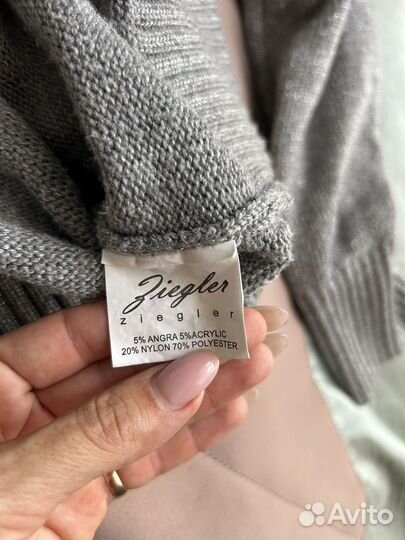 Ziegler
ziegler
5% ANGRA 5%ACRYLIC
20% NYLON 70% POLYESTER
Avito